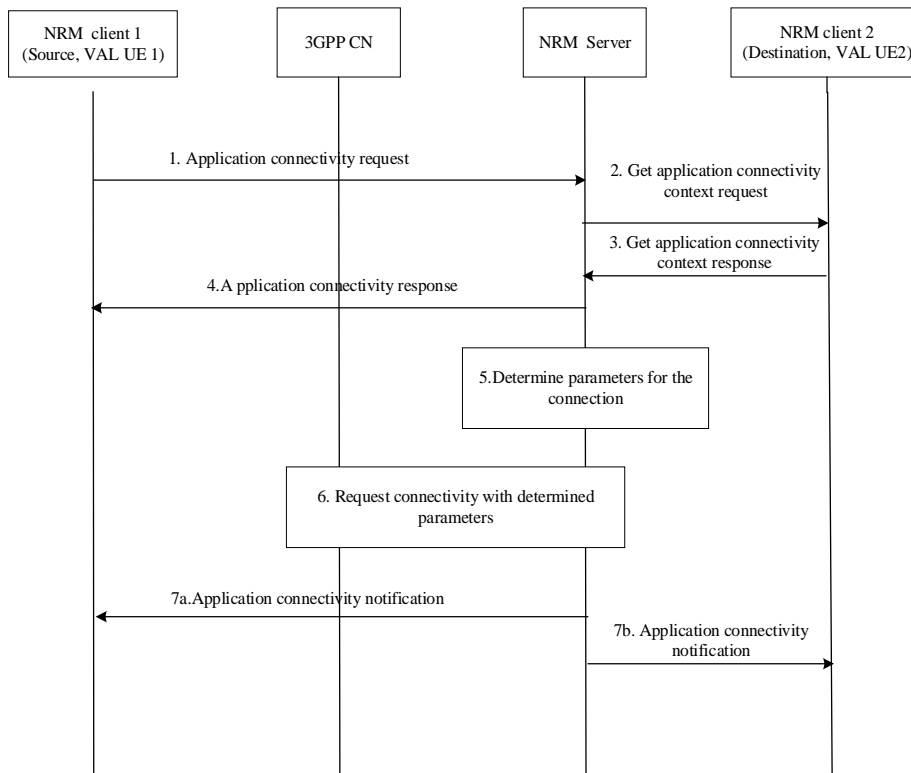 NRM client 1
(Source, VAL UE 1)
3GPP CN
NRM Server
NRM client 2
(Destination, VAL UE2)
1. Application connectivity request
2. Get application connectivity
context request
3. Get application connectivity
context response
4.A pplication connectivity response
5.Determine parameters for the
connection
6. Request connectivity with determined
parameters
7a.Application connectivity notification
7b. Application connectivity
notification